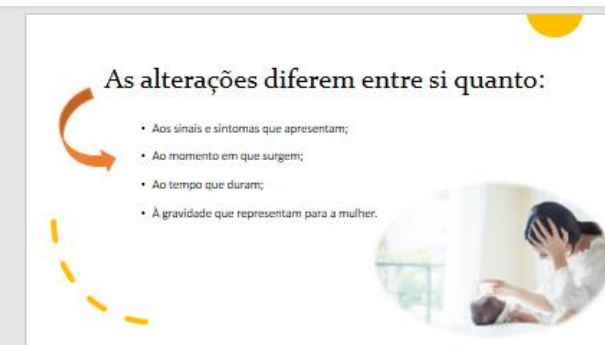 As alterações diferem entre si quanto:
• Aos sinais e sintomas que apresentam;
• Ao momento em que surgem;
• Ao tempo que duram;
• À gravidade que representam para a mulher.